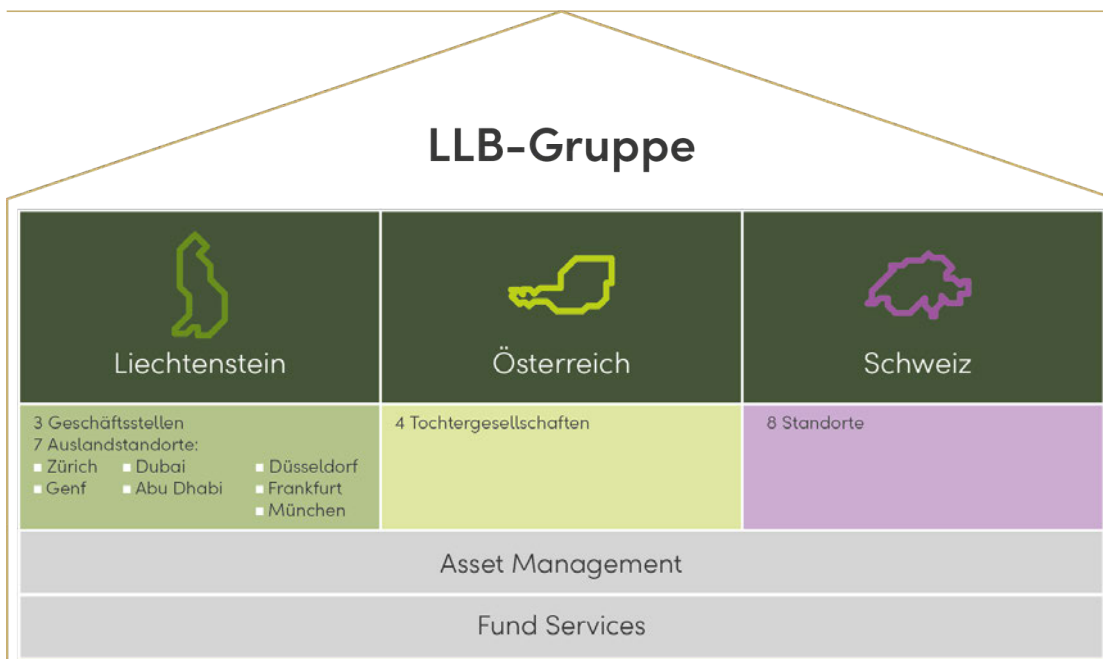 LLB-Gruppe
Liechtenstein
Österreich
Schweiz
3 Geschäftsstellen
7 Auslandstandorte:
Zürich
Dubai
Düsseldorf
Genf
Abu Dhabi
Frankfurt
München
4 Tochtergesellschaften
8 Standorte
Asset Management
Fund Services